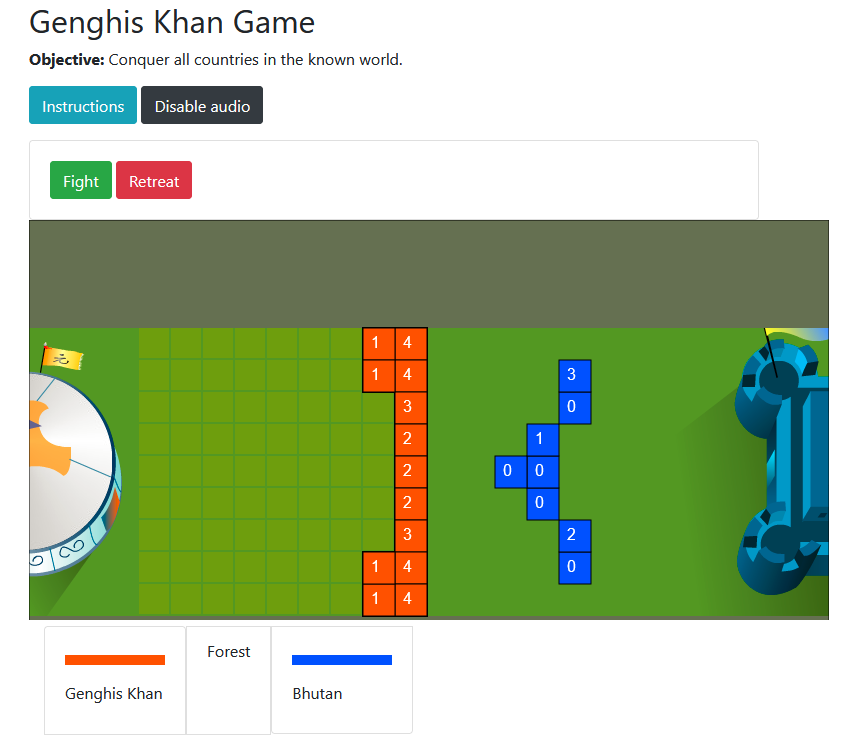 Genghis Khan Game
Objective: Conquer all countries in the known world.
Instructions Disable audio
Fight Retreat
元
1 4
1 4 3
3 0
2 1
2 0 0
2 0
3 2
1 4 0
1 4
Forest
Genghis Khan Bhutan